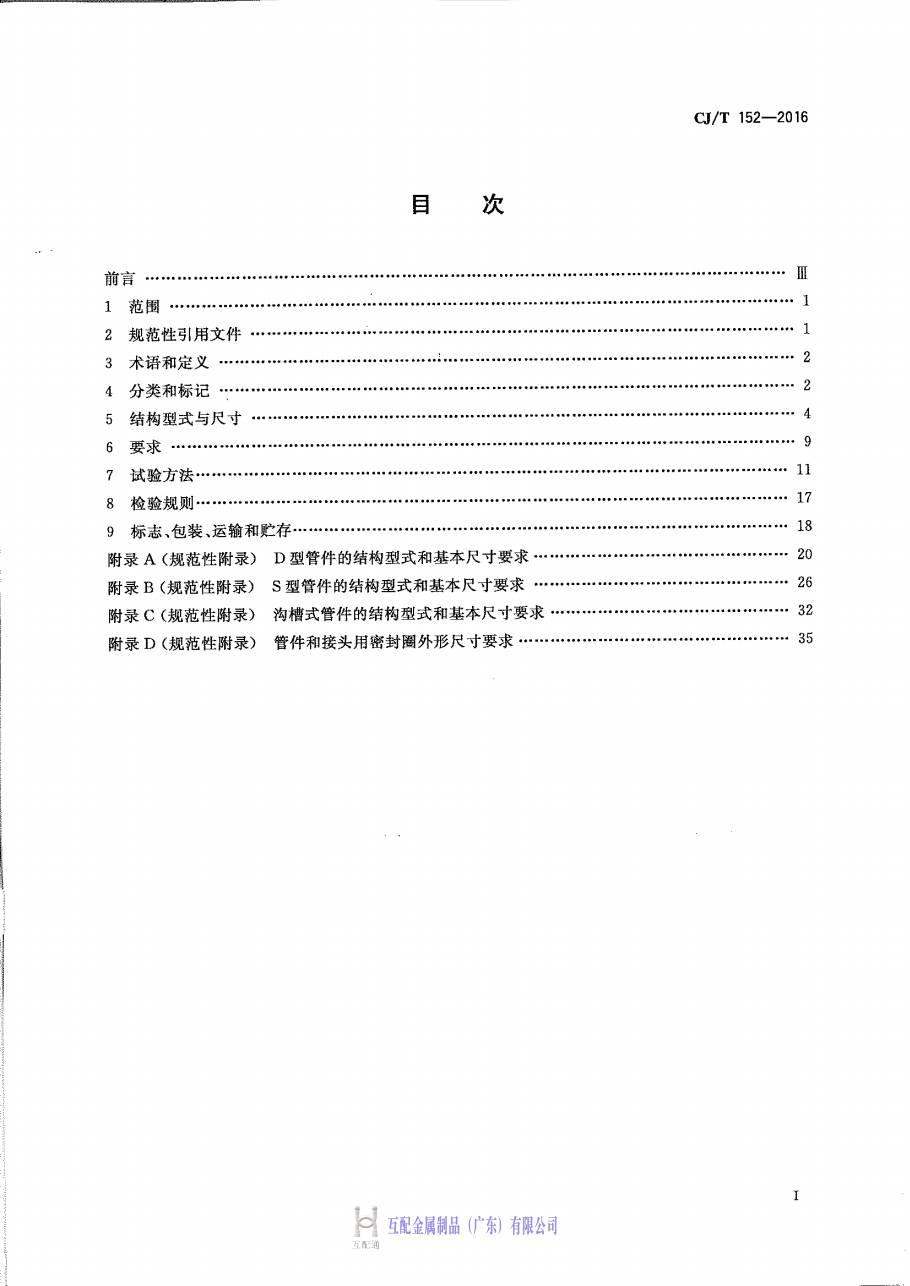 CJ/T 152—2016
目 次
前言 …………………………………………………………………… Ⅲ
1 范围 …………………………………………………………………… 1
2 规范性引用文件 …………………………………………………………………… 1
3 术语和定义 …………………………………………………………………… 2
4 分类和标记 …………………………………………………………………… 2
5 结构型式与尺寸 …………………………………………………………………… 4
6 要求 …………………………………………………………………… 9
7 试验方法 …………………………………………………………………… 11
8 检验规则 …………………………………………………………………… 17
9 标志、包装、运输和贮存 …………………………………………………………………… 18
附录 A（规范性附录） D 型管件的结构型式和基本尺寸要求 ……………………………… 20
附录 B（规范性附录） S 型管件的结构型式和基本尺寸要求 ……………………………… 26
附录 C（规范性附录） 沟槽式管件的结构型式和基本尺寸要求 ……………………………… 32
附录 D（规范性附录） 管件和接头用密封圈外形尺寸要求 ……………………………… 35
I
互配金属制品（广东）有限公司
互配通